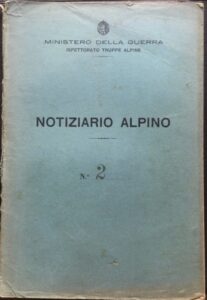 MINISTERO DELLA GUERRA
ISPETTORATO TRUPPE ALPINE
NOTIZIARIO ALPINO
N.° 2